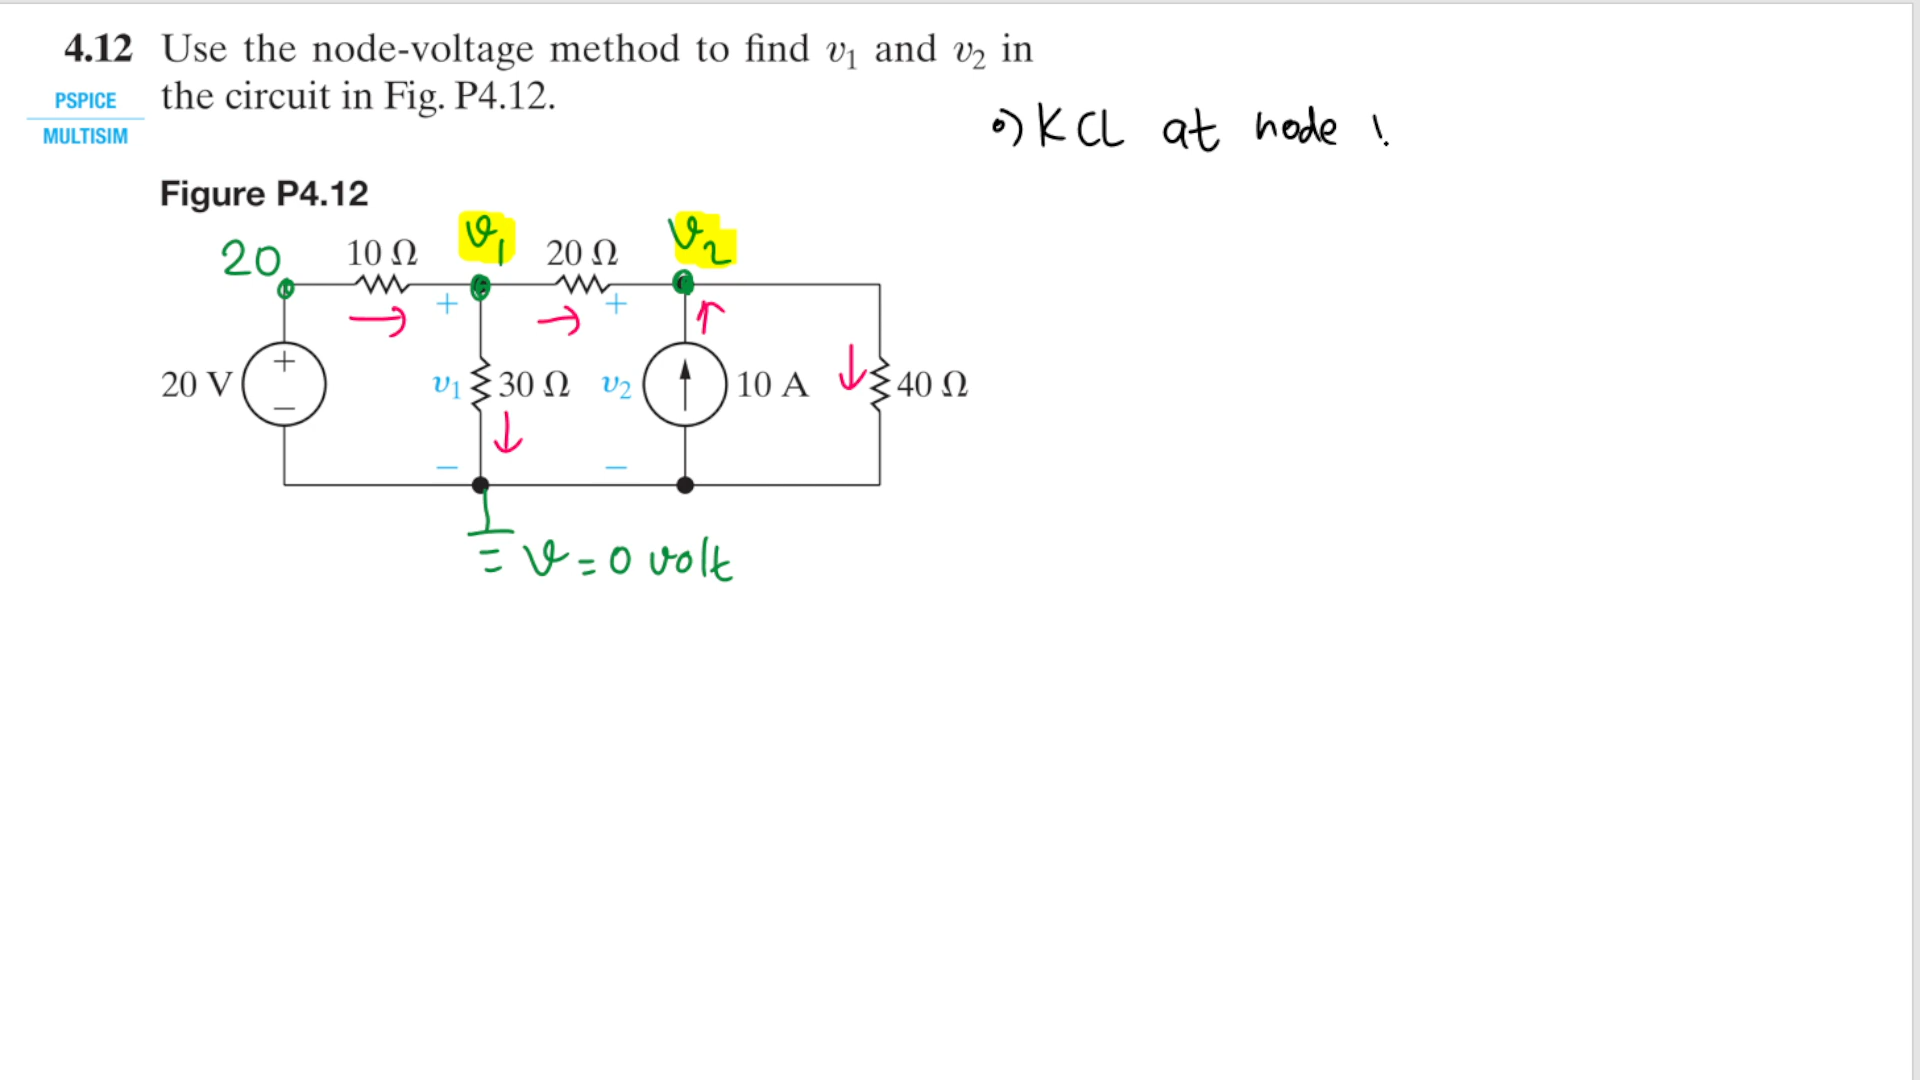 4.12 Use the node-voltage method to find v₁ and v₂ in
PSPICE the circuit in Fig. P4.12.
MULTISIM
o) KCL at node 1.
Figure P4.12
20 10 Ω v₁ 20 Ω v₂
+ +
20 V + − v₁ 30 Ω v₂ 10 A 40 Ω
− −
v = 0 volt